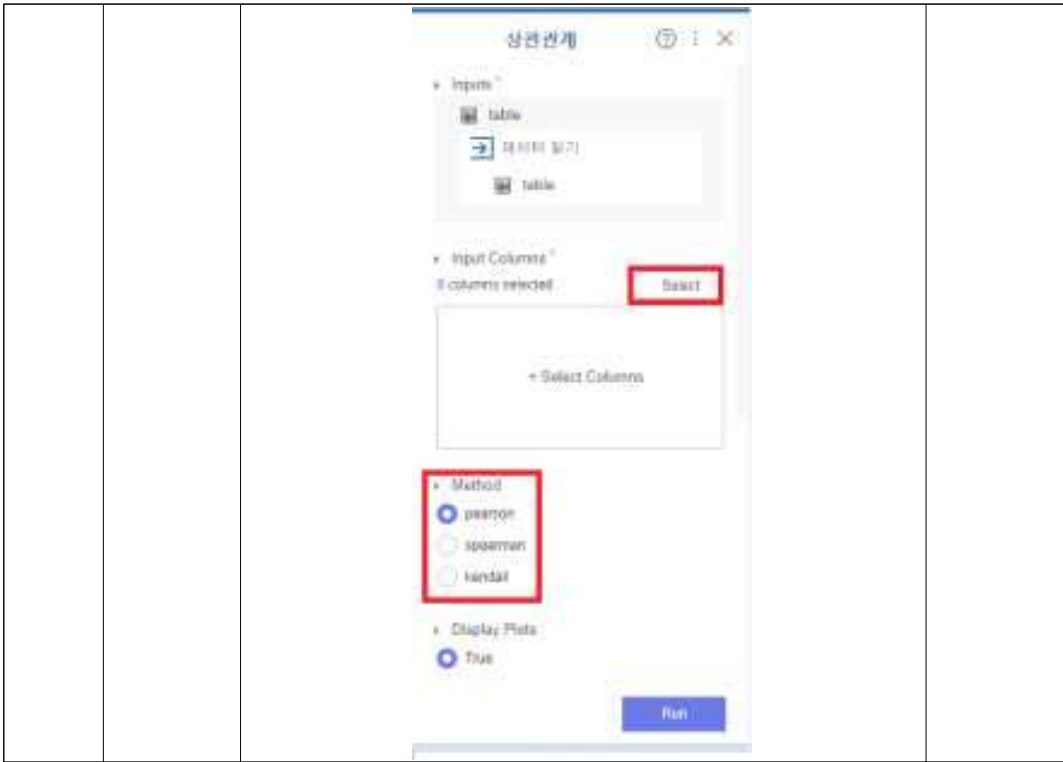 상관관계
Inputs *
table
데이터 읽기
table
Input Columns *
0 columns selected
Select
+ Select Columns
Method
pearson
spearman
kendall
Display Plots
True
Run